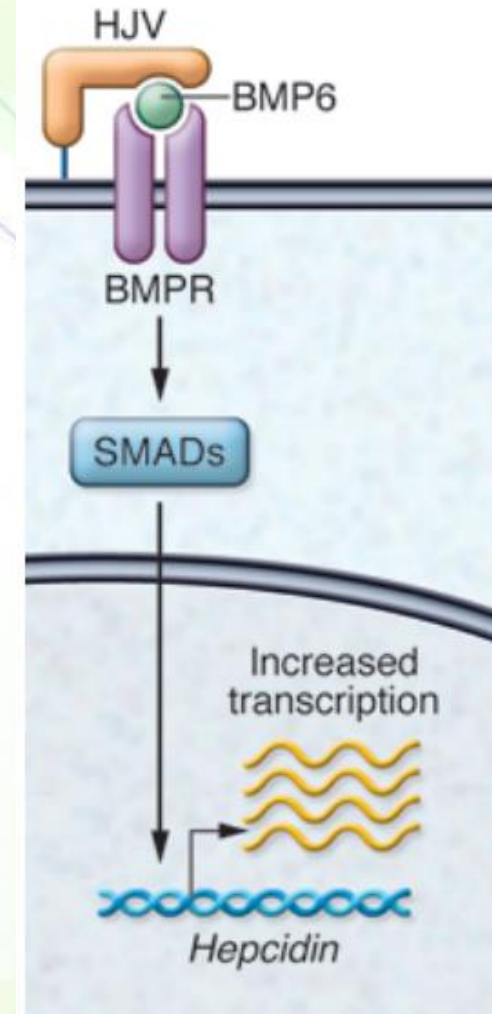 HJV
BMP6
BMPR
SMADs
Increased
transcription
Hepcidin